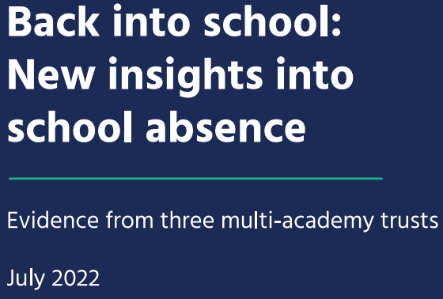 Back into school:
New insights into
school absence
Evidence from three multi-academy trusts
July 2022